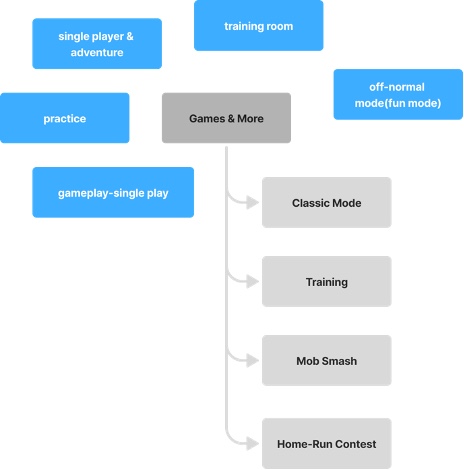 training room
single player &
adventure
off-normal
mode(fun mode)
practice
Games & More
gameplay-single play
Classic Mode
Training
Mob Smash
Home-Run Contest